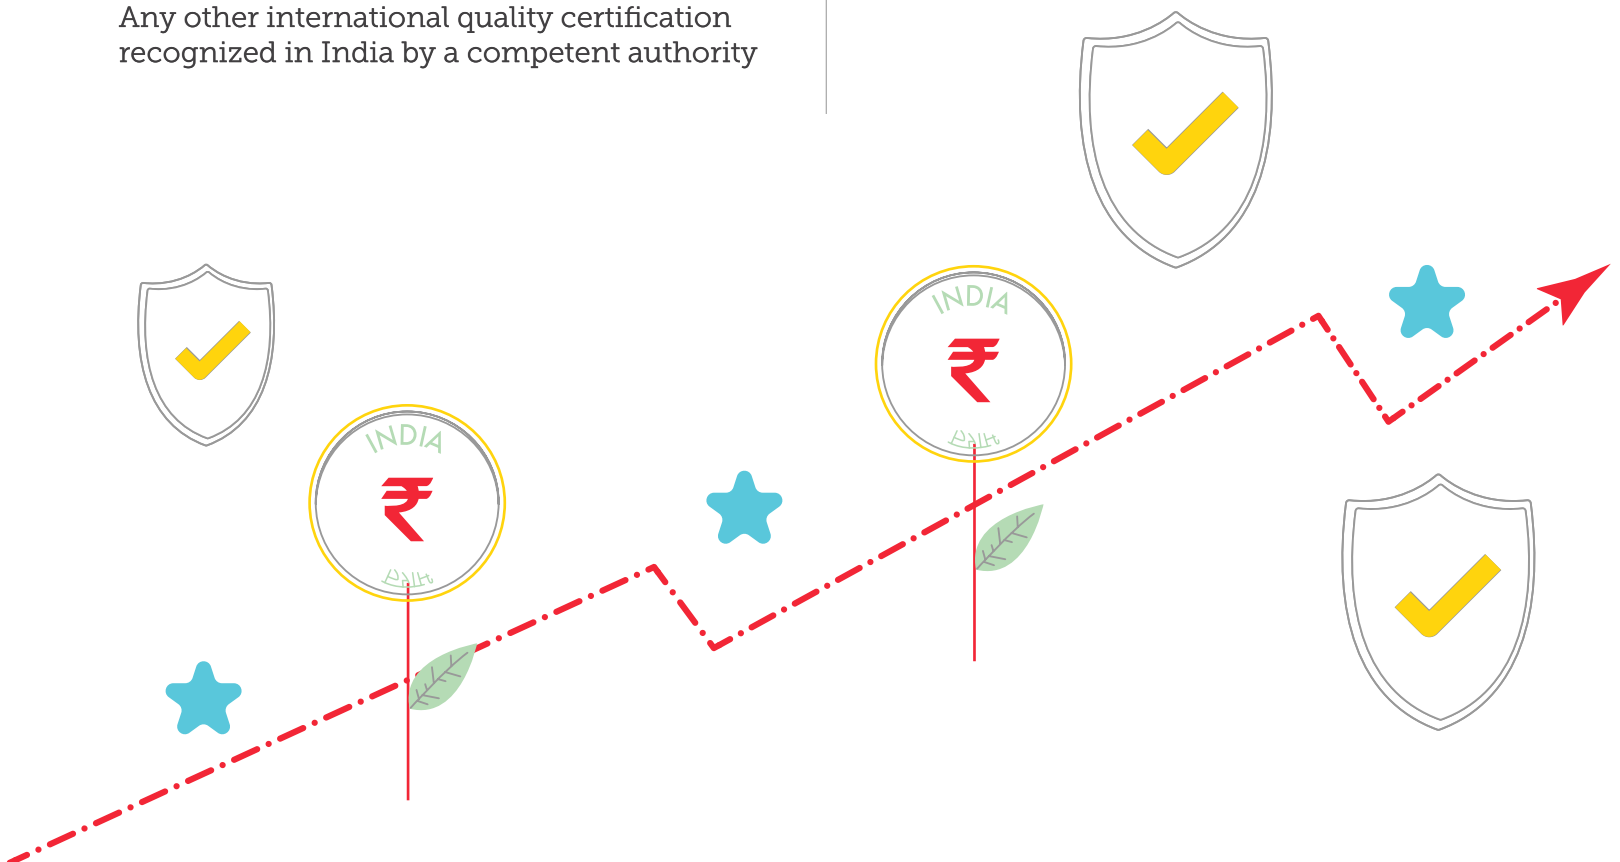 Any other international quality certification
recognized in India by a competent authority
INDIA
₹
INDIA
₹